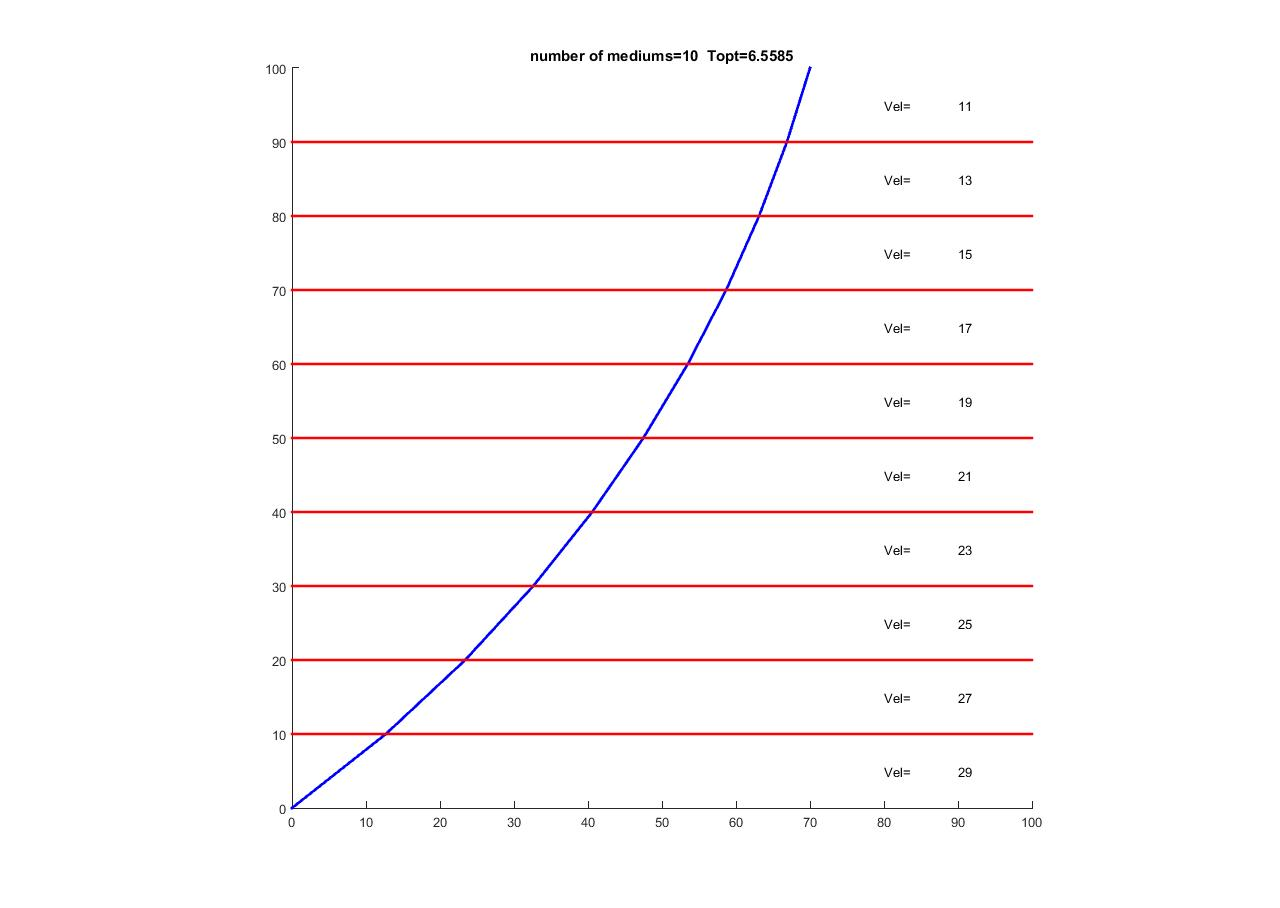 number of mediums=10 Topt=6.5585
100
Vel= 11
90
Vel= 13
80
Vel= 15
70
Vel= 17
60
Vel= 19
50
Vel= 21
40
Vel= 23
30
Vel= 25
20
Vel= 27
10
Vel= 29
0
0 10 20 30 40 50 60 70 80 90 100